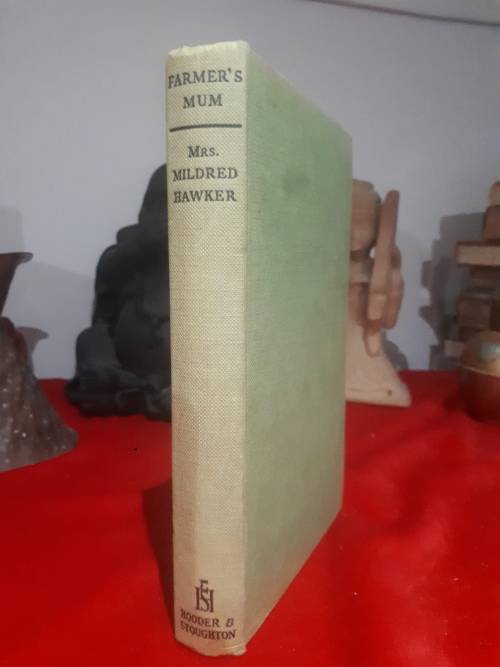 FARMER'S
MUM
MRS.
MILDRED
HAWKER
HODDER &
STOUGHTON